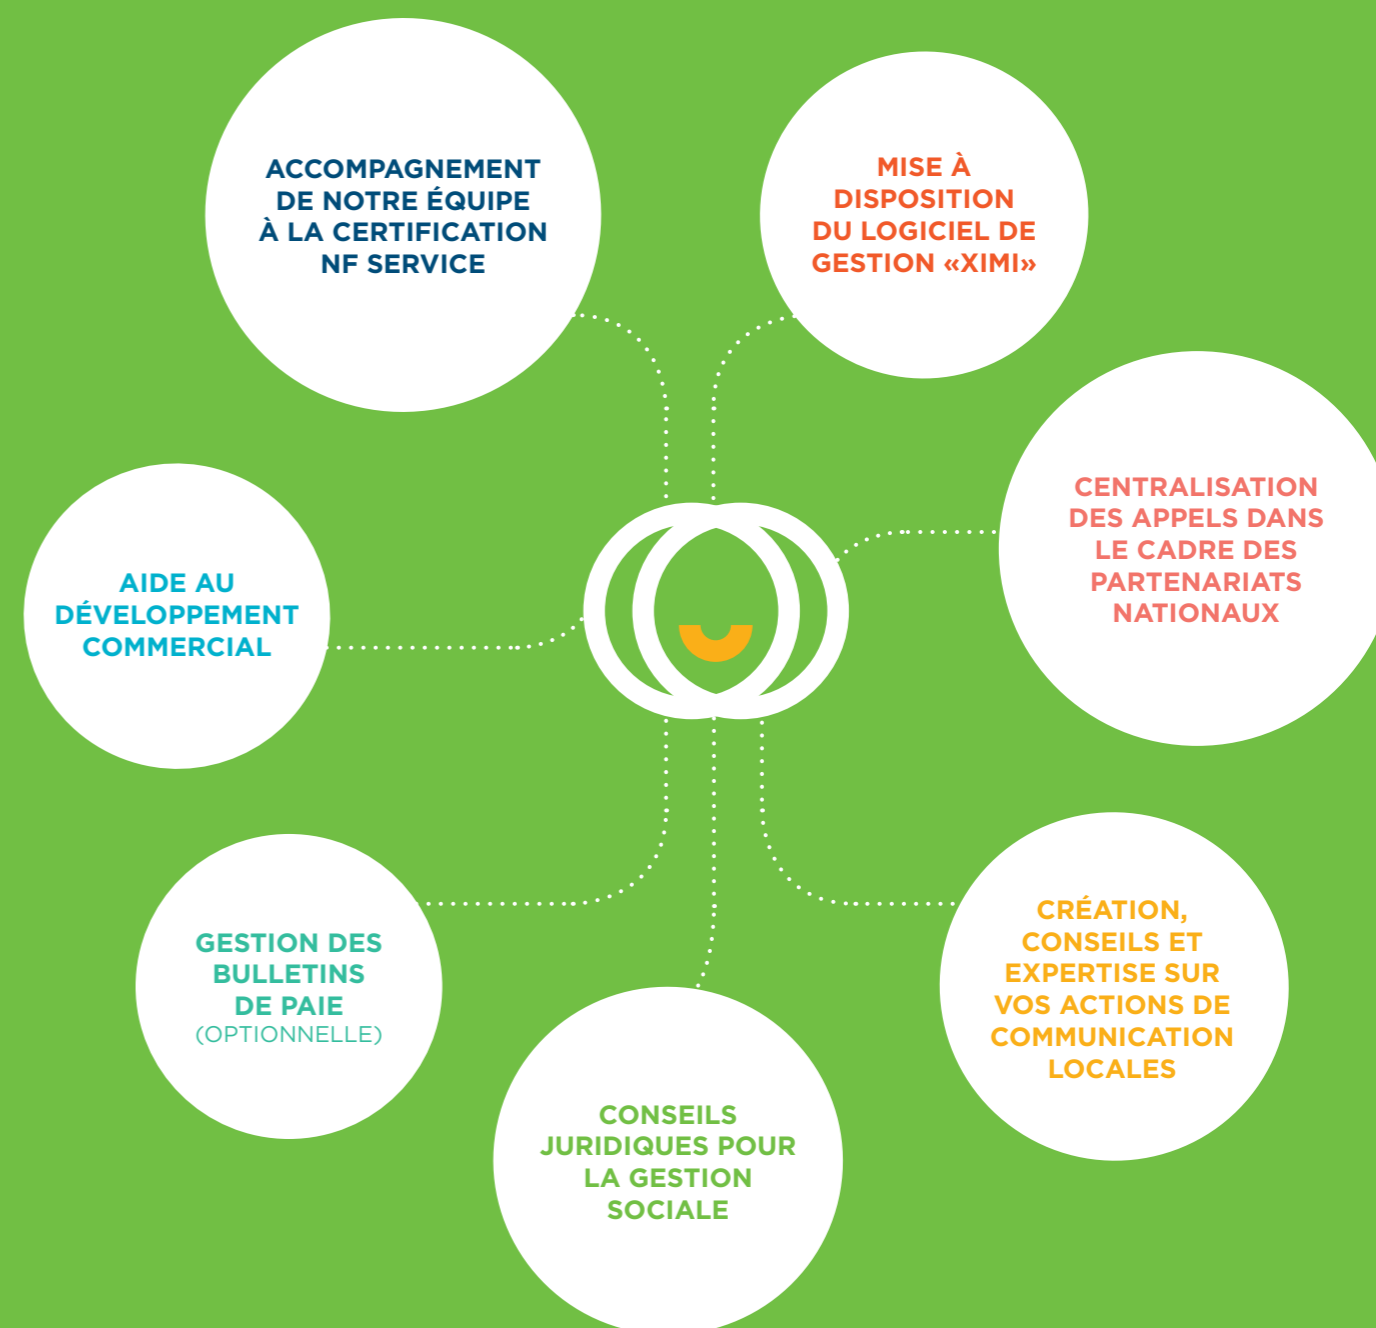 ACCOMPAGNEMENT
DE NOTRE ÉQUIPE
À LA CERTIFICATION
NF SERVICE
MISE À
DISPOSITION
DU LOGICIEL DE
GESTION «XIMI»
CENTRALISATION
DES APPELS DANS
LE CADRE DES
PARTENARIATS
NATIONAUX
AIDE AU
DÉVELOPPEMENT
COMMERCIAL
GESTION DES
BULLETINS
DE PAIE
(OPTIONNELLE)
CRÉATION,
CONSEILS ET
EXPERTISE SUR
VOS ACTIONS DE
COMMUNICATION
LOCALES
CONSEILS
JURIDIQUES POUR
LA GESTION
SOCIALE